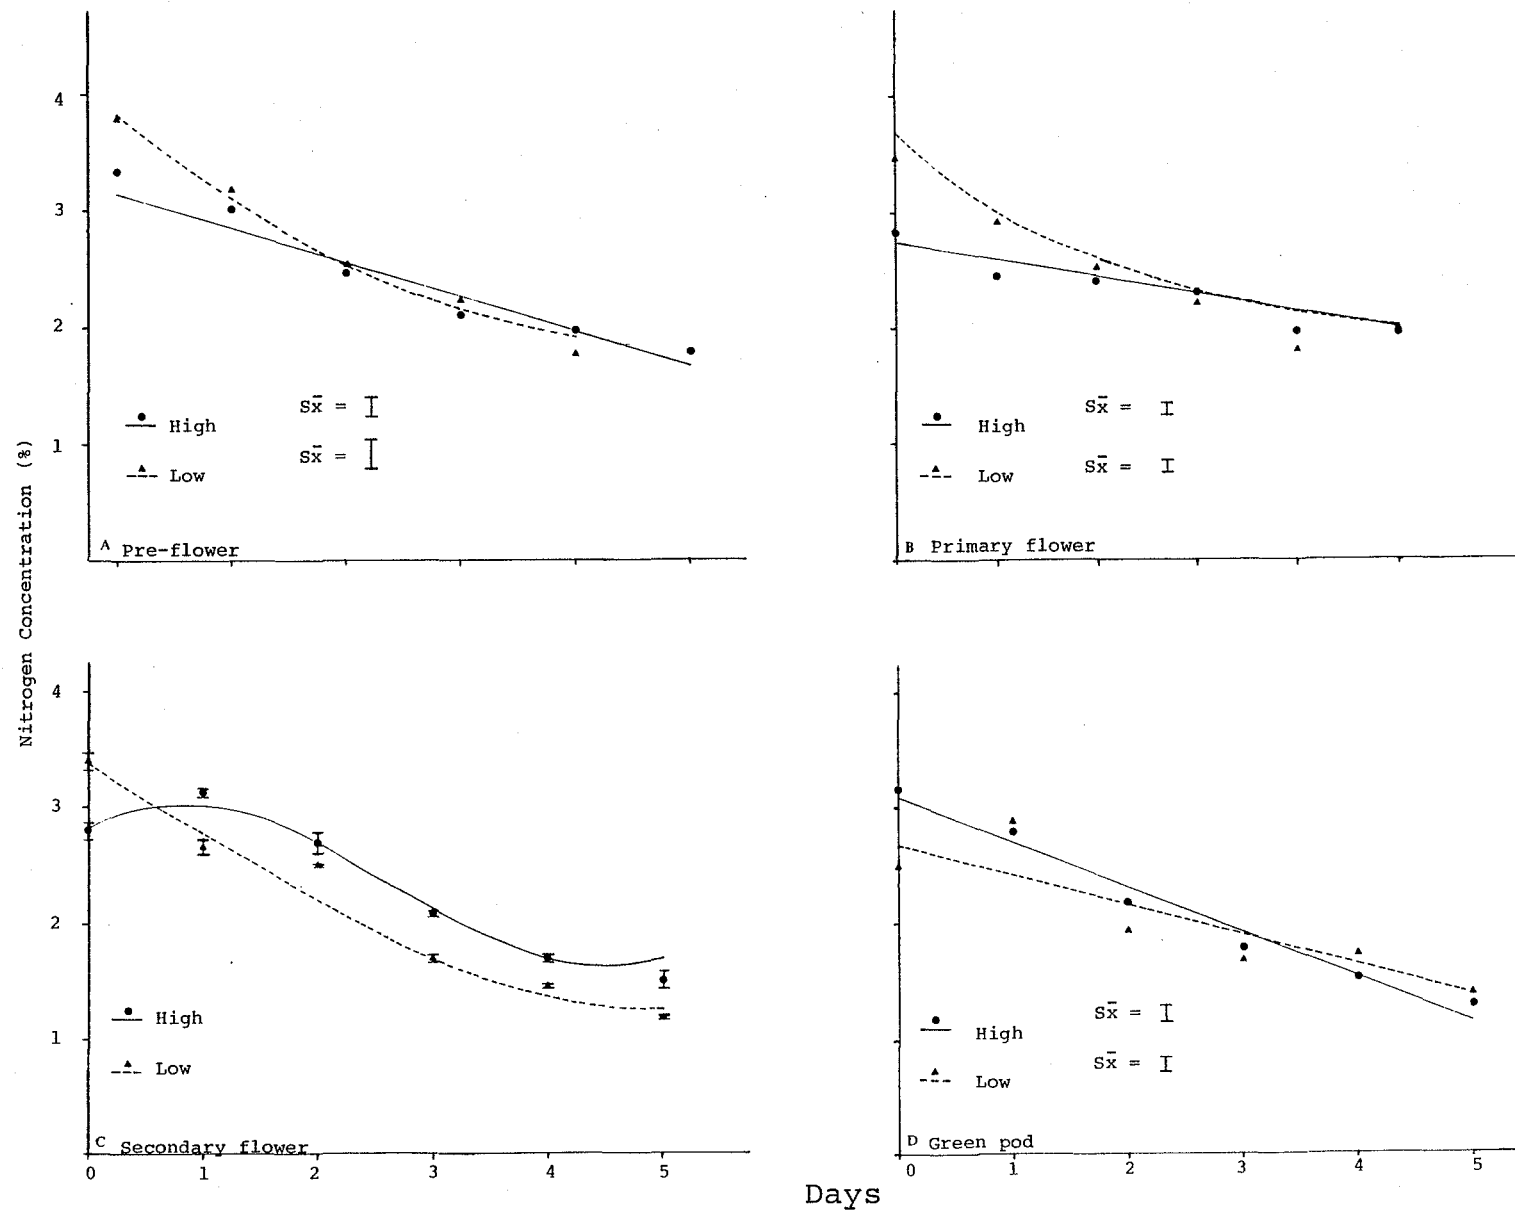 Nitrogen Concentration (%)
4
3
2
1
High
Sx̄ =
Low
Sx̄ =
A Pre-flower
High
Sx̄ =
Low
Sx̄ =
B Primary flower
4
3
2
1
High
Low
C Secondary flower
0 1 2 3 4 5
High
Sx̄ =
Low
Sx̄ =
D Green pod
0 1 2 3 4 5
Days